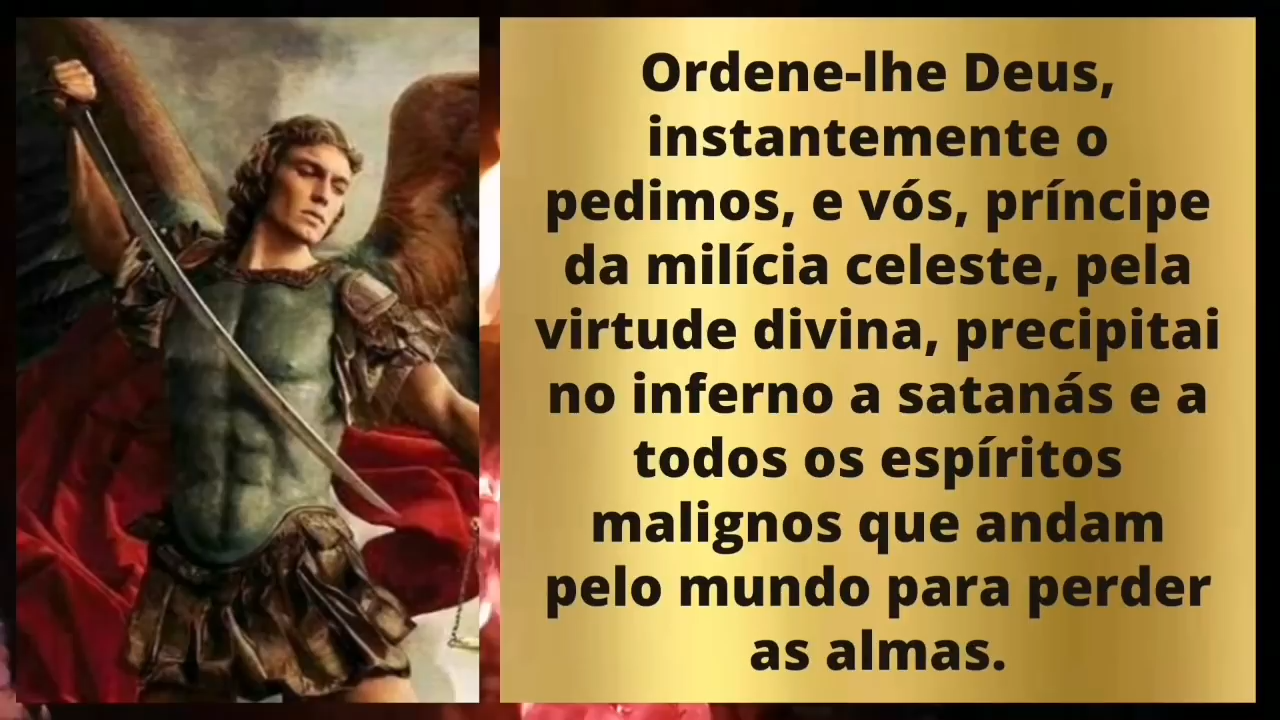 Ordene-lhe Deus,
instantemente o
pedimos, e vós, príncipe
da milícia celeste, pela
virtude divina, precipitai
no inferno a satanás e a
todos os espíritos
malignos que andam
pelo mundo para perder
as almas.